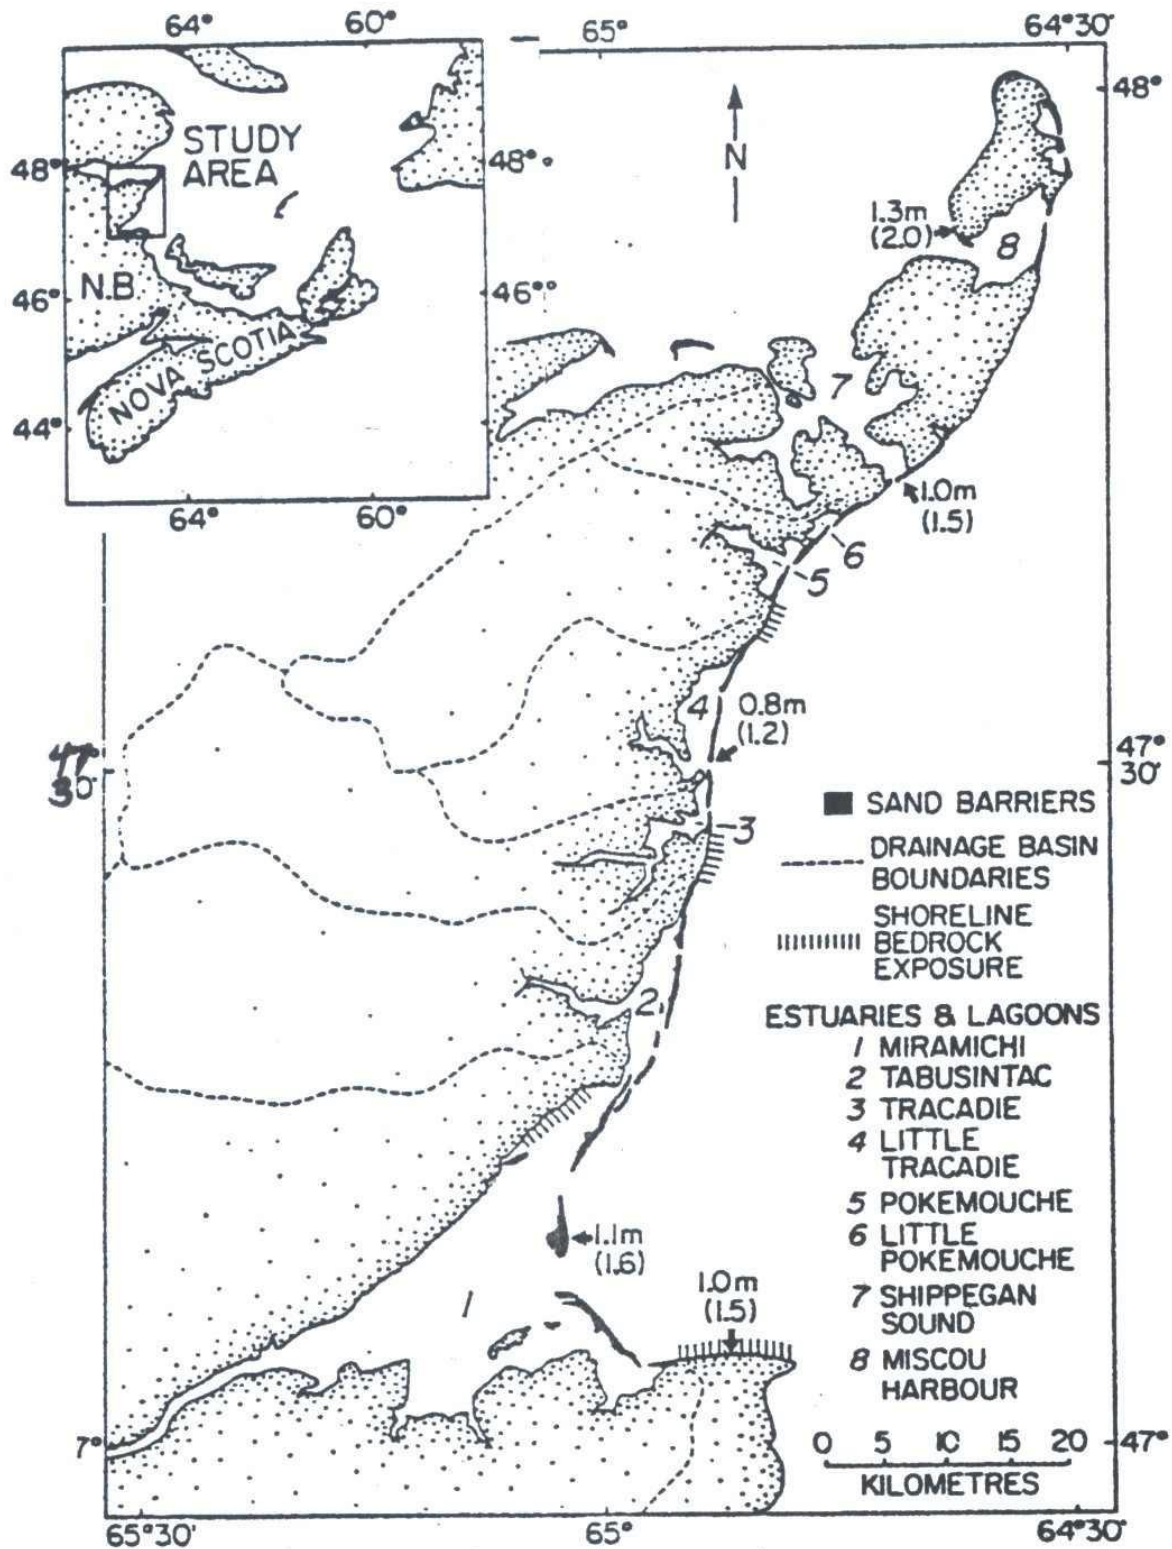 64° 60°
65° 64°30'
48°
STUDY
AREA
48° 48°
N
1.3m
(2.0)
8
N.B
46° 46°
NOVA SCOTIA
7
44°
64° 60°
1.0m
(1.5)
6
5
4
0.8m
(1.2)
47°
30'
47°
30'
3
SAND BARRIERS
DRAINAGE BASIN
BOUNDARIES
SHORELINE
BEDROCK
EXPOSURE
2
ESTUARIES & LAGOONS
1 MIRAMICHI
2 TABUSINTAC
3 TRACADIE
4 LITTLE
TRACADIE
5 POKEMOUCHE
6 LITTLE
POKEMOUCHE
7 SHIPPEGAN
SOUND
8 MISCOU
HARBOUR
1.1m
(1.6)
1
1.0m
(1.5)
7°
47°
0 5 10 15 20
KILOMETRES
65°30' 65° 64°30'